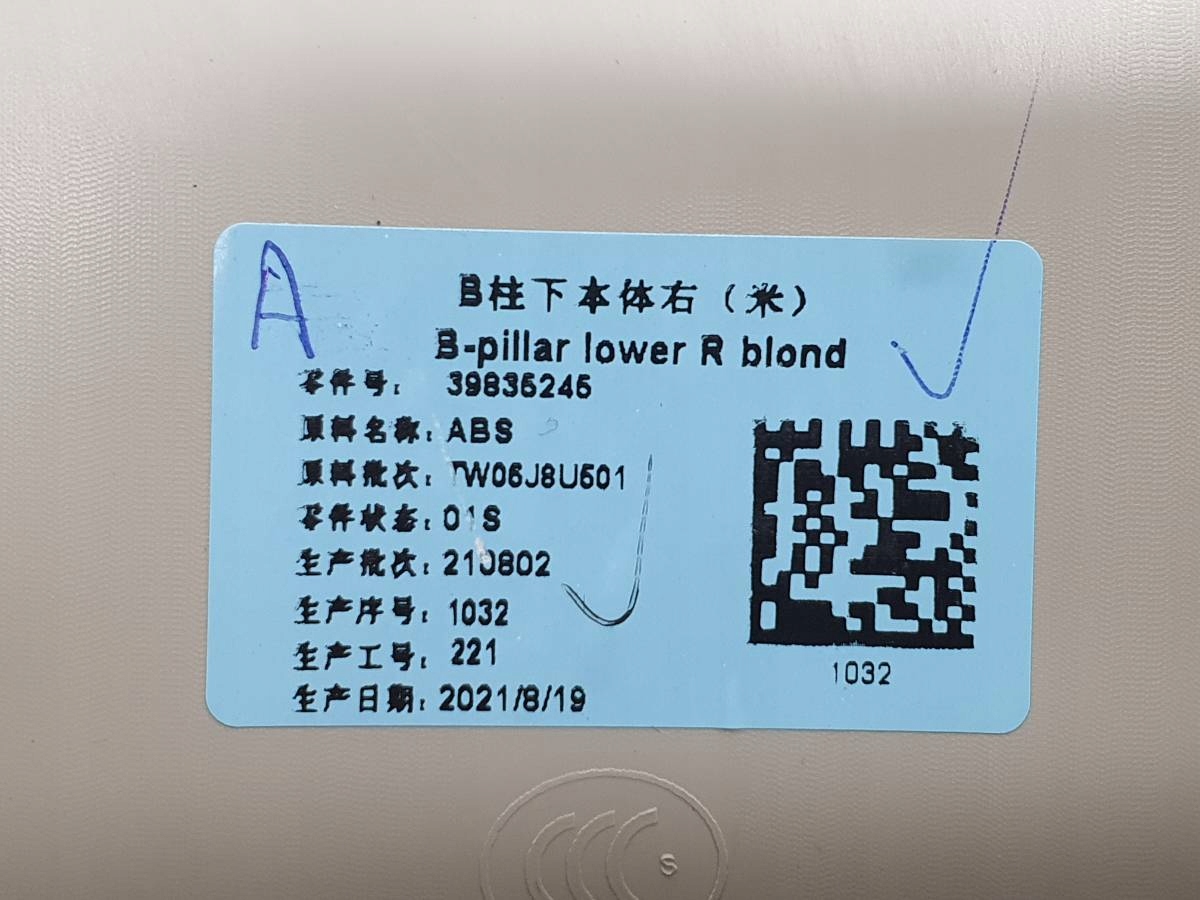 A
B柱下本体右（米）
B-pillar lower R blond
零件号： 39835245
原料名称：ABS
原料批次：TW06J8U501
零件状态：01S
生产批次：210802
生产序号：1032
生产工号：221
生产日期：2021/8/19
1032
S